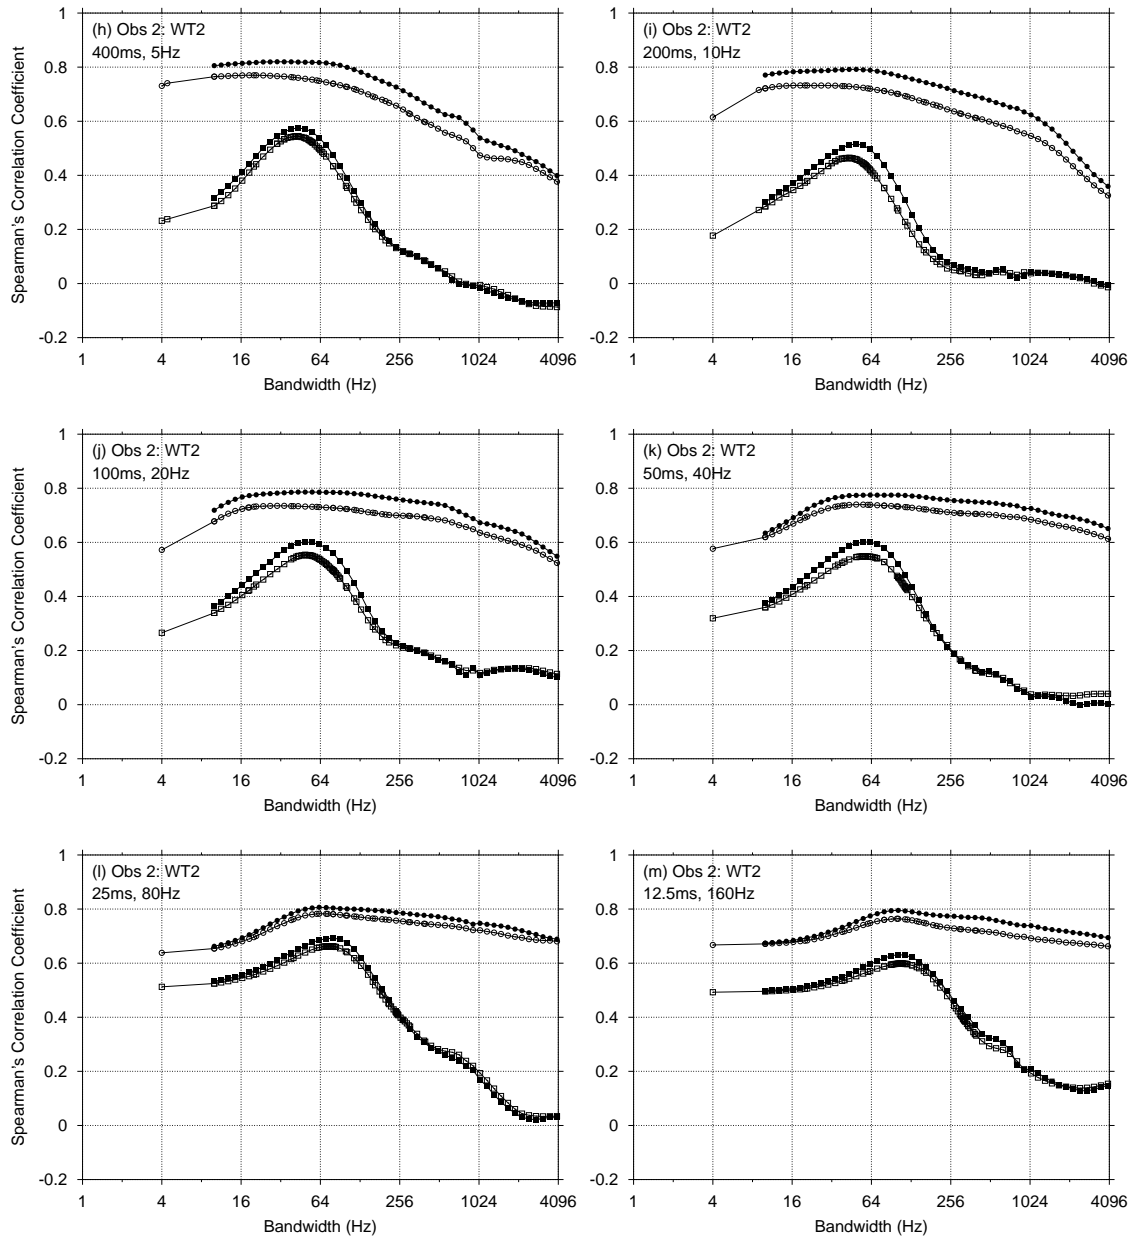 (h) Obs 2: WT2
400ms, 5Hz
Spearman's Correlation Coefficient
1
0.8
0.6
0.4
0.2
0
-0.2
1 4 16 64 256 1024 4096
Bandwidth (Hz)
(i) Obs 2: WT2
200ms, 10Hz
1
0.8
0.6
0.4
0.2
0
-0.2
1 4 16 64 256 1024 4096
Bandwidth (Hz)
(j) Obs 2: WT2
100ms, 20Hz
Spearman's Correlation Coefficient
1
0.8
0.6
0.4
0.2
0
-0.2
1 4 16 64 256 1024 4096
Bandwidth (Hz)
(k) Obs 2: WT2
50ms, 40Hz
1
0.8
0.6
0.4
0.2
0
-0.2
1 4 16 64 256 1024 4096
Bandwidth (Hz)
(l) Obs 2: WT2
25ms, 80Hz
Spearman's Correlation Coefficient
1
0.8
0.6
0.4
0.2
0
-0.2
1 4 16 64 256 1024 4096
Bandwidth (Hz)
(m) Obs 2: WT2
12.5ms, 160Hz
1
0.8
0.6
0.4
0.2
0
-0.2
1 4 16 64 256 1024 4096
Bandwidth (Hz)